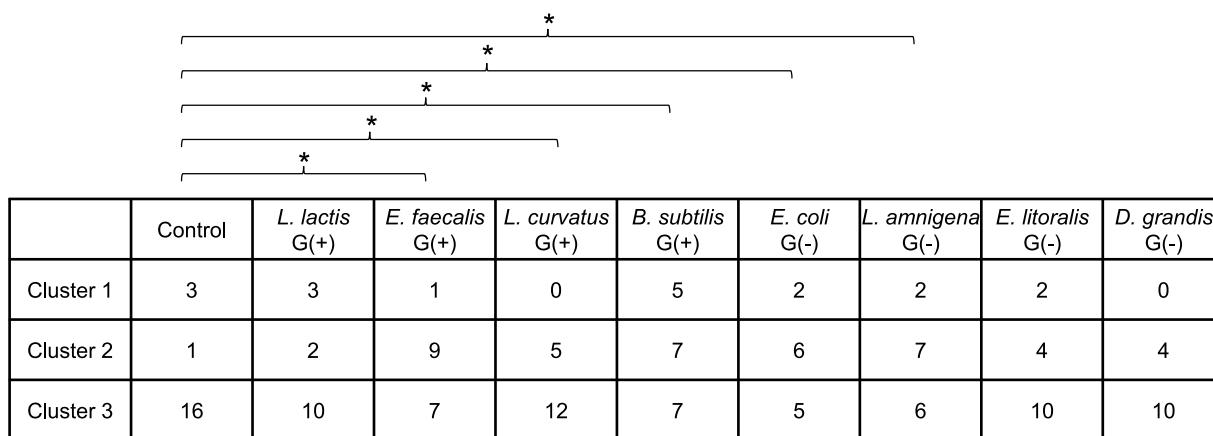 *
*
*
*
*
Control L. lactis E. faecalis L. curvatus B. subtilis E. coli L. amnigena E. litoralis D. grandis
G(+) G(+) G(+) G(+) G(-) G(-) G(-) G(-)
Cluster 1 3 3 1 0 5 2 2 2 0
Cluster 2 1 2 9 5 7 6 7 4 4
Cluster 3 16 10 7 12 7 5 6 10 10